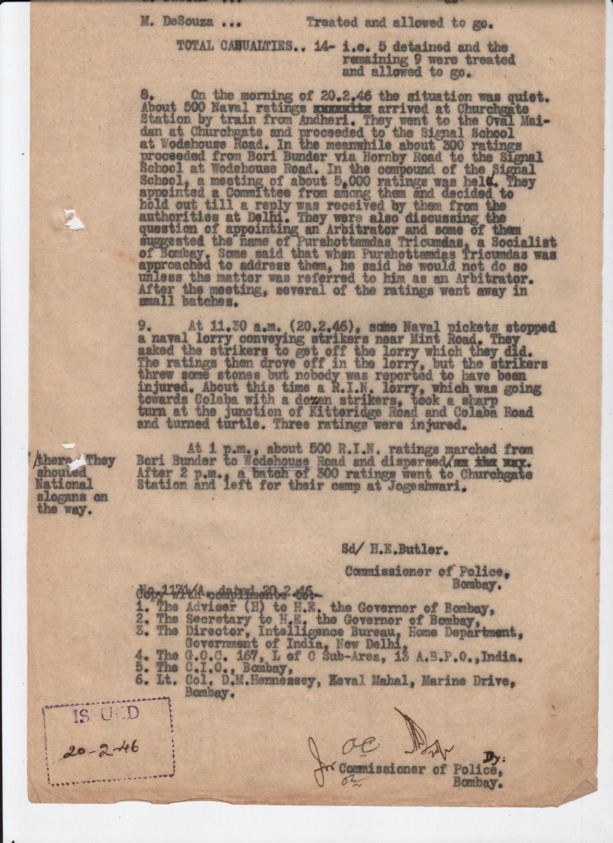 M. DeSouza ... Treated and allowed to go.
TOTAL CASUALTIES.. 14- i.e. 5 detained and the
remaining 9 were treated
and allowed to go.
8. On the morning of 20.2.46 the situation was quiet.
About 500 Naval ratings arrived at Churchgate
Station by train from Andheri. They went to the Oval Mai-
dan at Churchgate and proceeded to the Signal School
at Wodehouse Road. In the meanwhile about 300 ratings
proceeded from Bori Bunder via Hornby Road to the Signal
School at Wodehouse Road. In the compound of the Signal
School, a meeting of about 5,000 ratings was held. They
appointed a Committee from among them and decided to
hold out till a reply was received by them from the
authorities at Delhi. They were also discussing the
question of appointing an Arbitrator and some of them
suggested the name of Purshottamdas Tricumdas, a Socialist
of Bombay. Some said that when Purshottamdas Tricumdas was
approached to address them, he said he would not do so
unless the matter was referred to him as an Arbitrator.
After the meeting, several of the ratings went away in
small batches.
9. At 11.30 a.m. (20.2.46), some Naval pickets stopped
a naval lorry conveying strikers near Mint Road. They
asked the strikers to get off the lorry which they did.
The ratings then drove off in the lorry, but the strikers
threw some stones but nobody was reported to have been
injured. About this time a R.I.N. lorry, which was going
towards Colaba with a dozen strikers, took a sharp
turn at the junction of Kitteridge Road and Colaba Road
and turned turtle. Three ratings were injured.
At 1 p.m., about 500 R.I.N. ratings marched from
Bori Bunder to Wodehouse Road and dispersed/
After 2 p.m., a batch of 300 ratings went to Churchgate
Station and left for their camp at Jogeshwari.
/there. They
shouted
National
slogans on
the way.
Sd/ H.E.Butler.
Commissioner of Police,
Bombay.
No.1131/A, dated 20.2.46
Copy with compliments to:-
1. The Adviser (H) to H.E. the Governor of Bombay,
2. The Secretary to H.E. the Governor of Bombay,
3. The Director, Intelligence Bureau, Home Department,
Government of India, New Delhi,
4. The G.O.C. 167, L of C Sub-Area, 13 A.B.P.O., India.
5. The C.I.O., Bombay,
6. Lt. Col. D.M.Hennessey, Keval Mahal, Marine Drive,
Bombay.
ISSUED
20-2-46
Dy:
for Commissioner of Police,
Bombay.